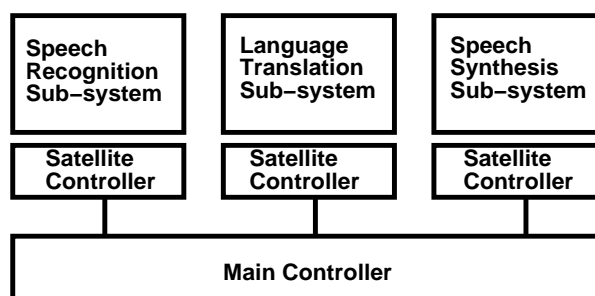 Speech
Recognition
Sub−system
Language
Translation
Sub−system
Speech
Synthesis
Sub−system
Satellite
Controller
Satellite
Controller
Satellite
Controller
Main Controller